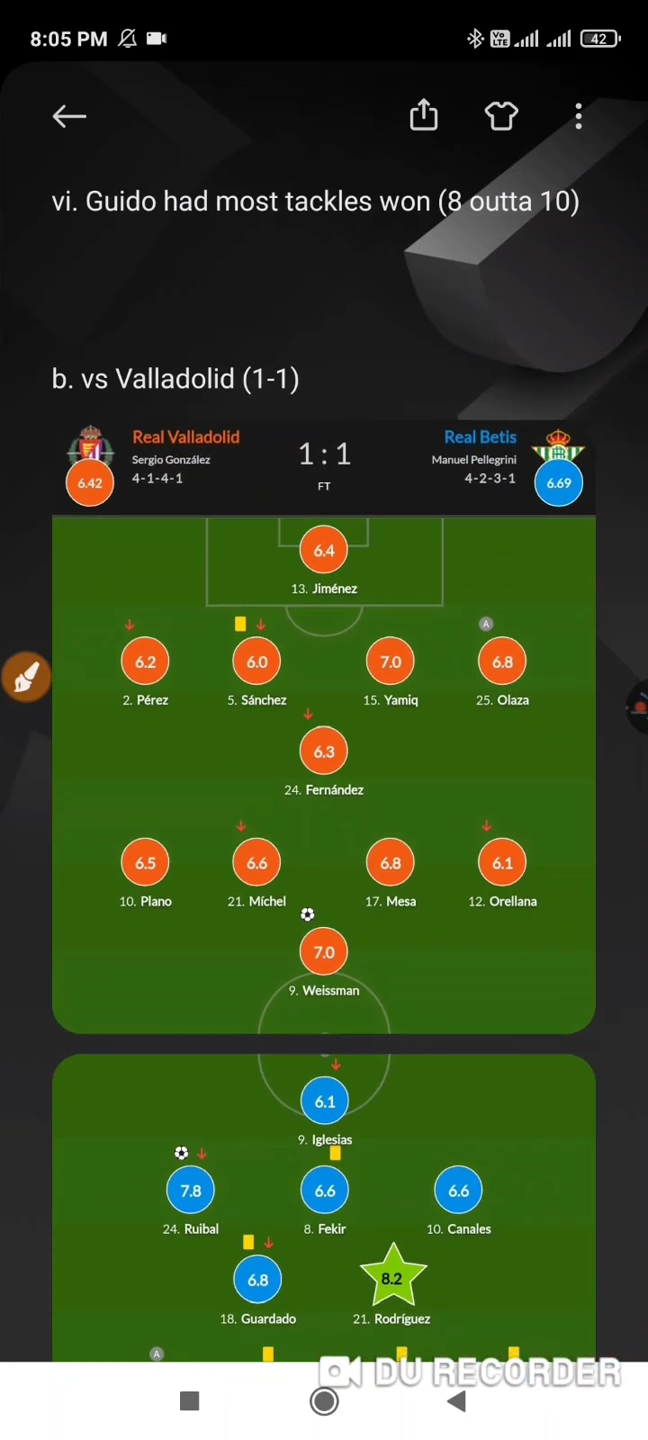 8:05 PM
Vo LTE
42
vi. Guido had most tackles won (8 outta 10)
b. vs Valladolid (1-1)
Real Valladolid
Sergio González
4-1-4-1
6.42
1 : 1
FT
Real Betis
Manuel Pellegrini
4-2-3-1
6.69
6.4
13. Jiménez
A
6.2 6.0 7.0 6.8
2. Pérez 5. Sánchez 15. Yamiq 25. Olaza
6.3
24. Fernández
6.5 6.6 6.8 6.1
10. Plano 21. Míchel 17. Mesa 12. Orellana
7.0
9. Weissman
6.1
9. Iglesias
7.8 6.6 6.6
24. Ruibal 8. Fekir 10. Canales
6.8 8.2
18. Guardado 21. Rodríguez
A
DU RECORDER